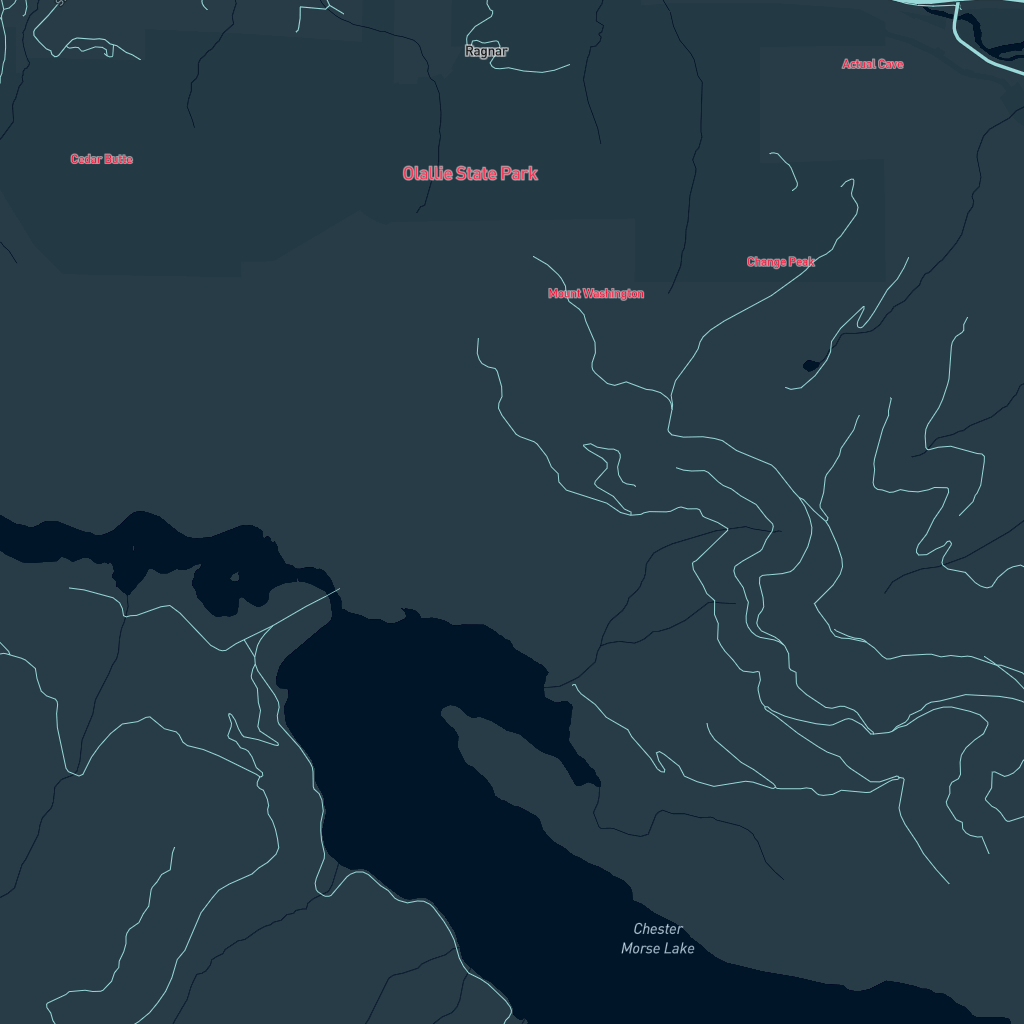 Ragnar
Actual Cave
Cedar Butte
Olallie State Park
Change Peak
Mount Washington
Chester
Morse Lake